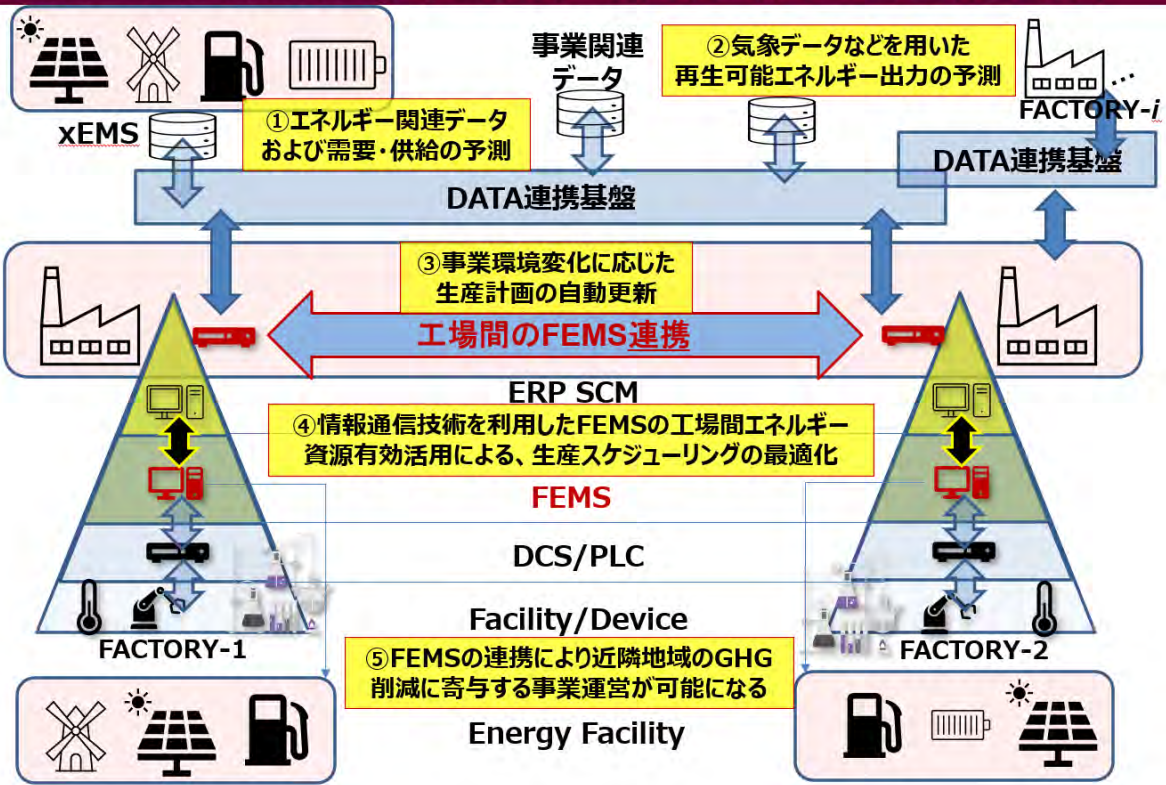 事業関連
データ
②気象データなどを用いた
再生可能エネルギー出力の予測
xEMS
①エネルギー関連データ
および需要・供給の予測
...
FACTORY-i
DATA連携基盤
DATA連携基盤
③事業環境変化に応じた
生産計画の自動更新
工場間のFEMS連携
ERP SCM
④情報通信技術を利用したFEMSの工場間エネルギー
資源有効活用による、生産スケジューリングの最適化
FEMS
DCS/PLC
Facility/Device
FACTORY-1
FACTORY-2
⑤FEMSの連携により近隣地域のGHG
削減に寄与する事業運営が可能になる
Energy Facility